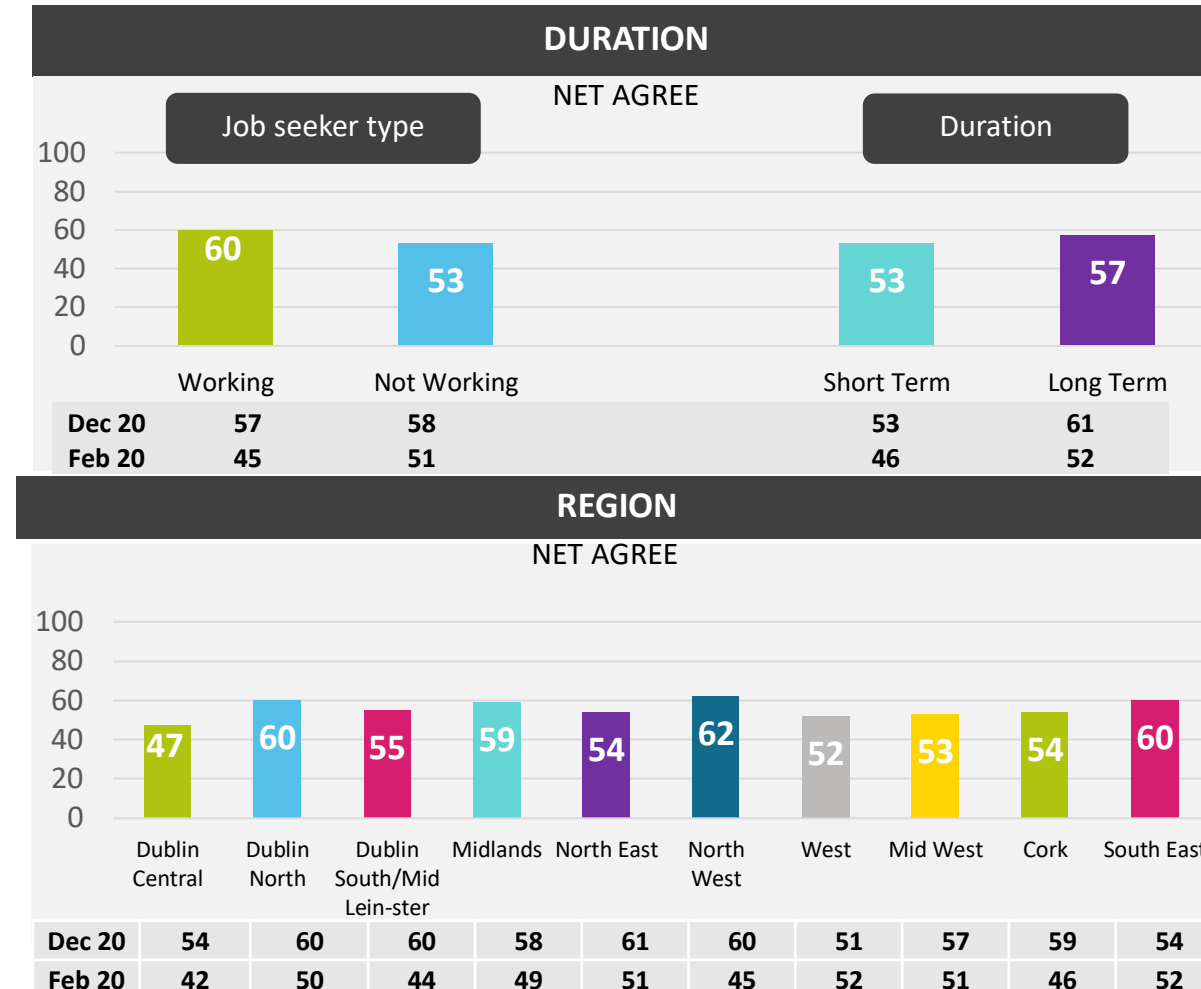 DURATION
NET AGREE
Job seeker type
Duration
100
80
60
40
20
0
60
53
53
57
Working Not Working Short Term Long Term
Dec 20 57 58 53 61
Feb 20 45 51 46 52
REGION
NET AGREE
100
80
60
40
20
0
47 60 55 59 54 62 52 53 54 60
Dublin Central
Dublin North
Dublin South/Mid Lein-ster
Midlands
North East
North West
West
Mid West
Cork
South East
Dec 20 54 60 60 58 61 60 51 57 59 54
Feb 20 42 50 44 49 51 45 52 51 46 52